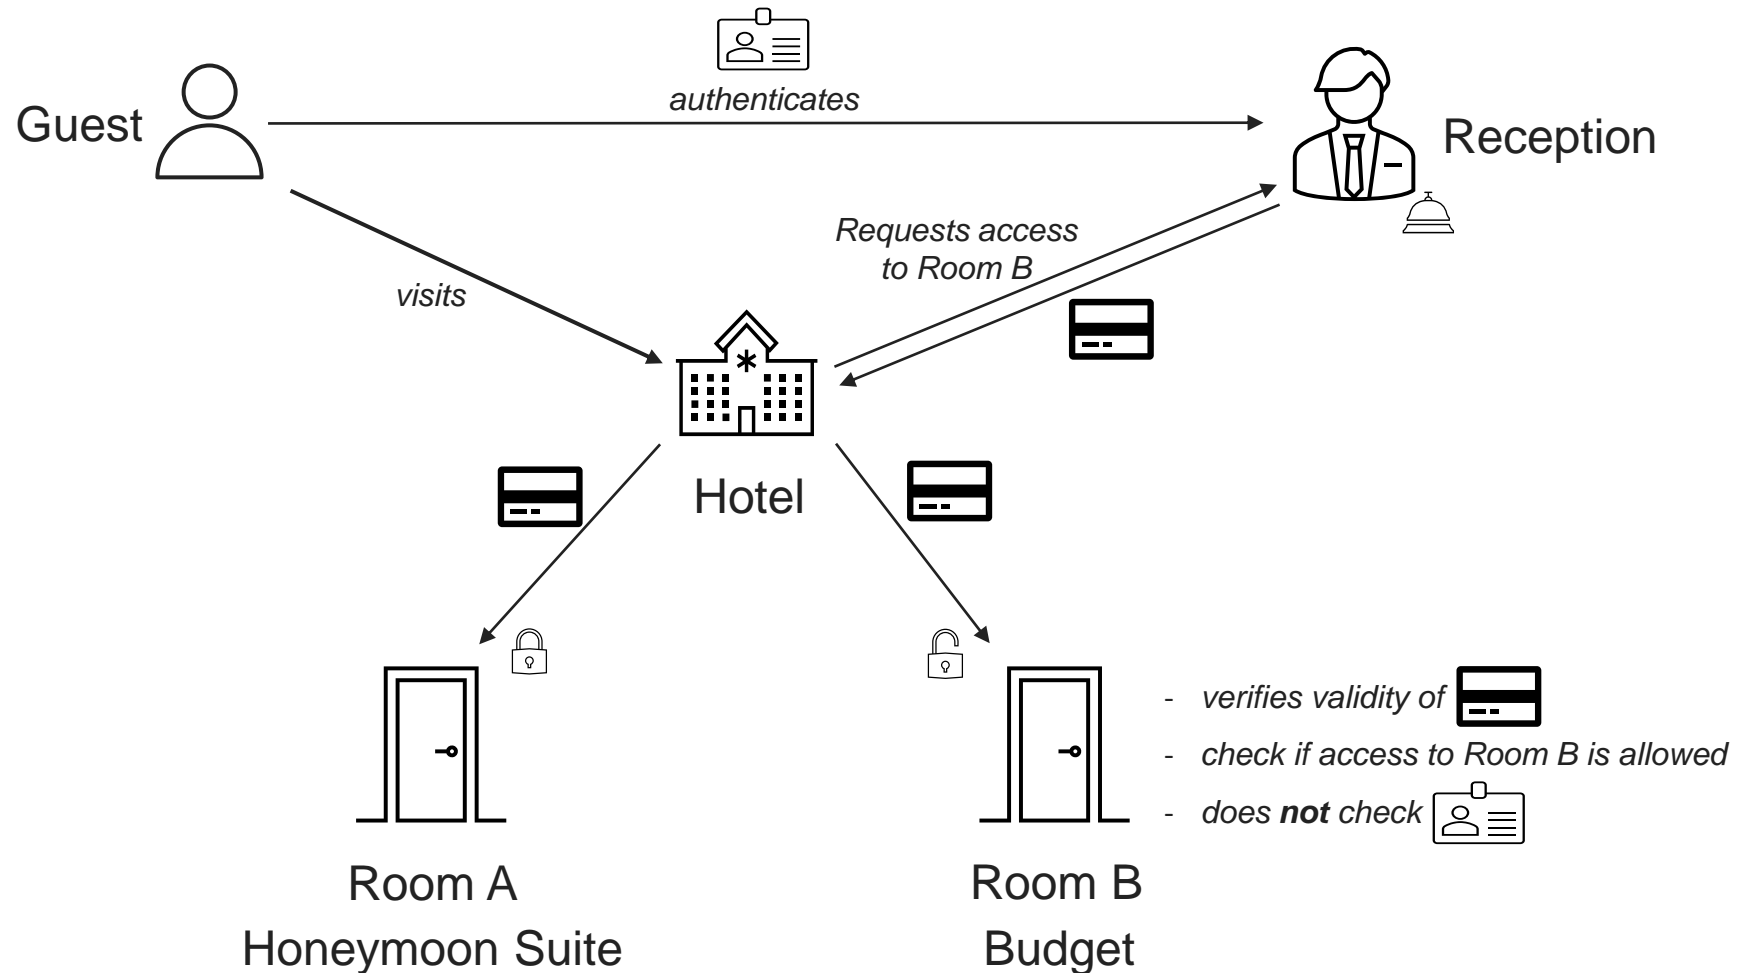 authenticates
Guest
Reception
Requests access
to Room B
visits
Hotel
- verifies validity of
- check if access to Room B is allowed
- does not check
Room A
Honeymoon Suite
Room B
Budget